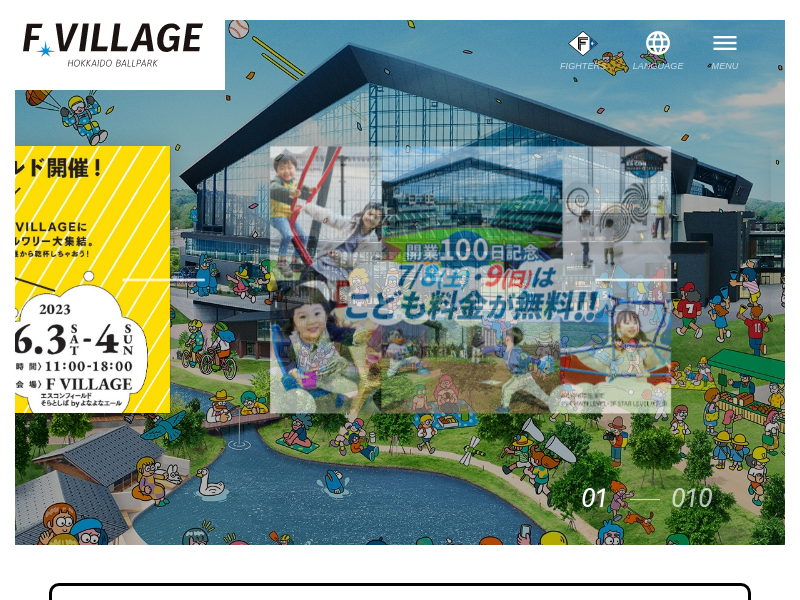 F VILLAGE
HOKKAIDO BALLPARK
FIGHTERS
LANGUAGE
MENU
ルド開催！
VILLAGEに
ルワリー大集結。
昼から乾杯しちゃおう！
2023
6.3 SAT - 4 SUN
時 間〉11:00-18:00
会 場〉F VILLAGE
エスコンフィールド
そらとしば by よなよなエール
開業100日記念
7/8(土)・9(日)は
こども料金が無料!!
01
010